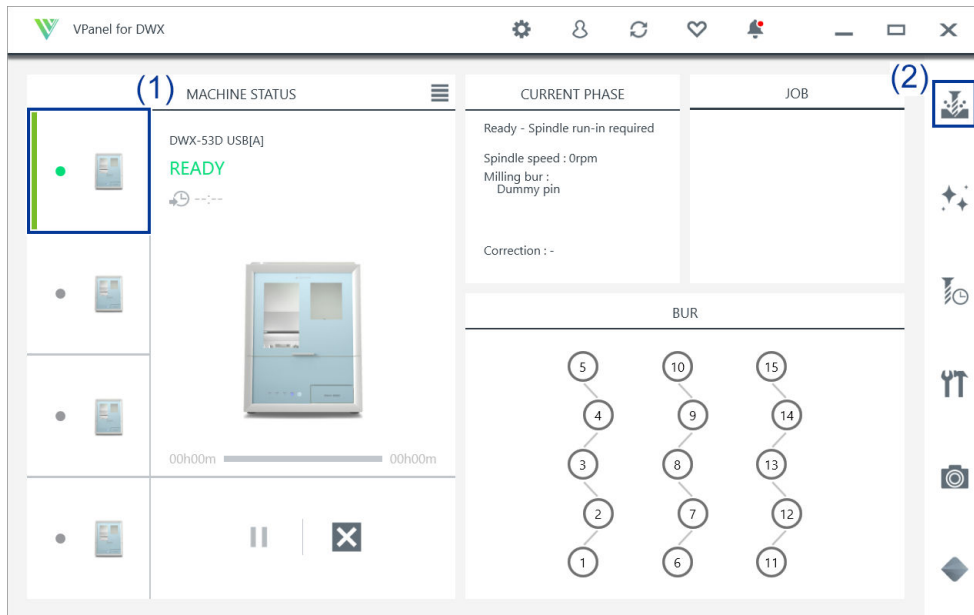 VPanel for DWX
(1)
(2)
MACHINE STATUS
CURRENT PHASE
JOB
DWX-53D USB[A]
READY
--:--
Ready - Spindle run-in required
Spindle speed : 0rpm
Milling bur :
Dummy pin
Correction : -
00h00m
00h00m
BUR
5
10
15
4
9
14
3
8
13
2
7
12
1
6
11